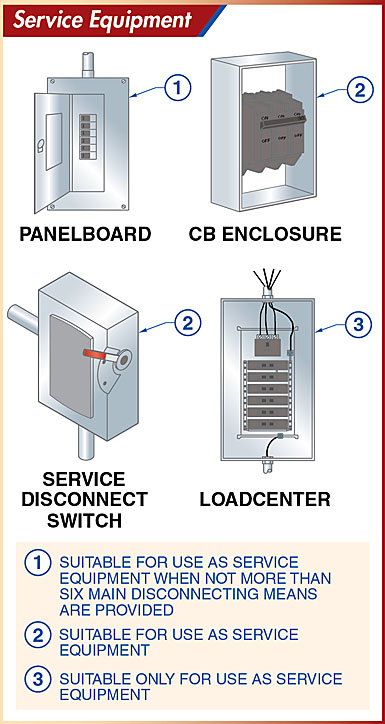 Service Equipment
1
2
PANELBOARD
CB ENCLOSURE
2
3
SERVICE
DISCONNECT
SWITCH
LOADCENTER
1 SUITABLE FOR USE AS SERVICE
EQUIPMENT WHEN NOT MORE THAN
SIX MAIN DISCONNECTING MEANS
ARE PROVIDED
2 SUITABLE FOR USE AS SERVICE
EQUIPMENT
3 SUITABLE ONLY FOR USE AS SERVICE
EQUIPMENT